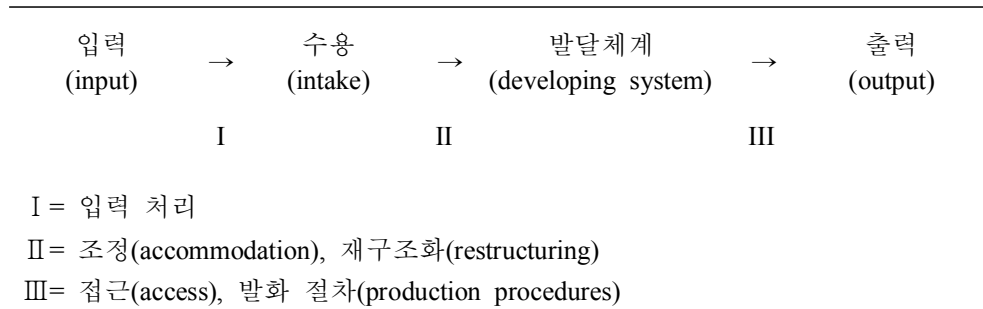 입력 수용 발달체계 출력
→ → →
(input) (intake) (developing system) (output)
Ⅰ Ⅱ Ⅲ
Ⅰ= 입력 처리
Ⅱ= 조정(accommodation), 재구조화(restructuring)
Ⅲ= 접근(access), 발화 절차(production procedures)